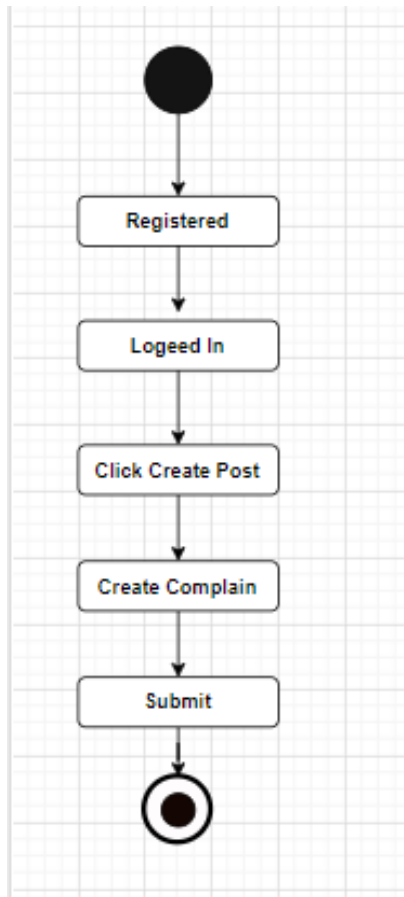 Registered
Logeed In
Click Create Post
Create Complain
Submit